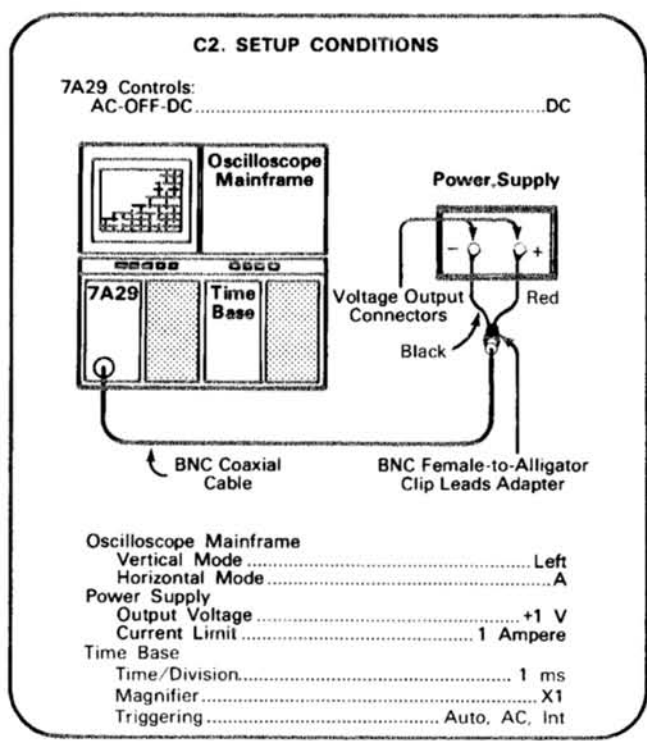 C2. SETUP CONDITIONS
7A29 Controls:
AC-OFF-DC..........................................................................DC
Oscilloscope
Mainframe
Power Supply
7A29
Time
Base
- +
Voltage Output
Connectors
Red
Black
BNC Coaxial
Cable
BNC Female-to-Alligator
Clip Leads Adapter
Oscilloscope Mainframe
Vertical Mode..........................................................Left
Horizontal Mode..........................................................A
Power Supply
Output Voltage..........................................................+1 V
Current Limit..........................................1 Ampere
Time Base
Time/Division..................................................1 ms
Magnifier..........................................................X1
Triggering......................................Auto, AC, Int